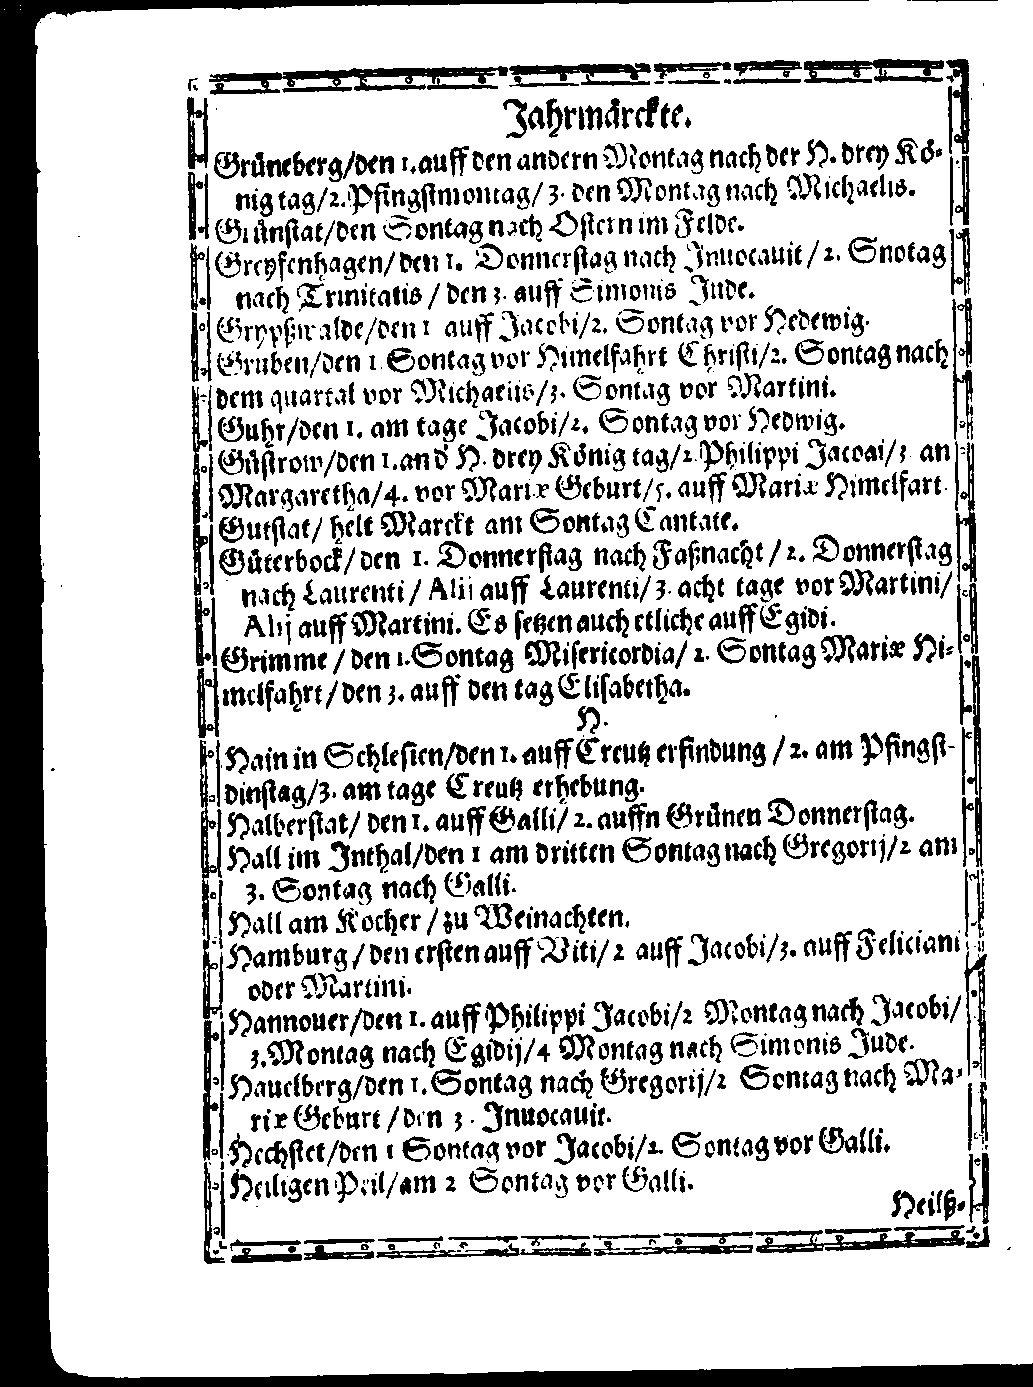 Jahrmärckte.
Grüneberg/den 1. auff den andern Montag nach der H. drey Kö-
nig tag/2. Pfingstmontag/ 3. den Montag nach Michaelis.
Grünstat/den Sontag nach Ostern im Felde.
Greyfenhagen/den 1. Donnerstag nach Inuocauit /2. Snotag
nach Trinitatis / den 3. auff Simonis Jude.
Grypßwalde/den 1 auff Jacobi/2. Sontag vor Hedewig.
Gruben/den 1 Sontag vor Himelfahrt Christi/2. Sontag nach
dem quartal vor Michaelis/3. Sontag vor Martini.
Guhr/den 1. am tage Jacobi/2. Sontag vor Hedwig.
Güstrow/den 1. and H. drey König tag/2 Philippi Jacoai/3 an
Margaretha/4. vor Mariæ Geburt/5. auff Mariæ Himelfart
Gutstat/ helt Marckt am Sontag Cantate.
Güterbock/den 1. Donnerstag nach Faßnacht /2. Donnerstag
nach Laurenti / Alij auff Laurenti/3. acht tage vor Martini/
Alij auff Martini. Es setzen auch etliche auff Egidi.
Grimme / den 1. Sontag Misericordia/ 2. Sontag Mariæ Hi-
melfahrt /den 3. auff den tag Elisabetha.
H.
Hain in Schlesien/den 1. auff Creutz erfindung /2. am Pfingst-
dinstag/3. am tage Creutz erhebung.
Halberstat/ den 1. auff Galli/ 2. auffn Grünen Donnerstag.
Hall im Inthal/den 1 am dritten Sontag nach Gregorij/2 am
3. Sontag nach Galli.
Hall am Kocher /zu Weinachten.
Hamburg /den ersten auff Viti/ 2 auff Jacobi/3. auff Feliciani
oder Martini.
Hannouer/den 1. auff Philippi Jacobi/2 Montag nach Jacobi/
3. Montag nach Egidij/4 Montag nach Simonis Jude.
Hauelberg/den 1. Sontag nach Gregorij/2 Sontag nach Ma-
riæ Geburt /den 3. Inuocauit.
Hechstet/den 1 Sontag vor Jacobi/2. Sontag vor Galli.
Heiligen Peil/am 2 Sontag vor Galli.
Heilß-